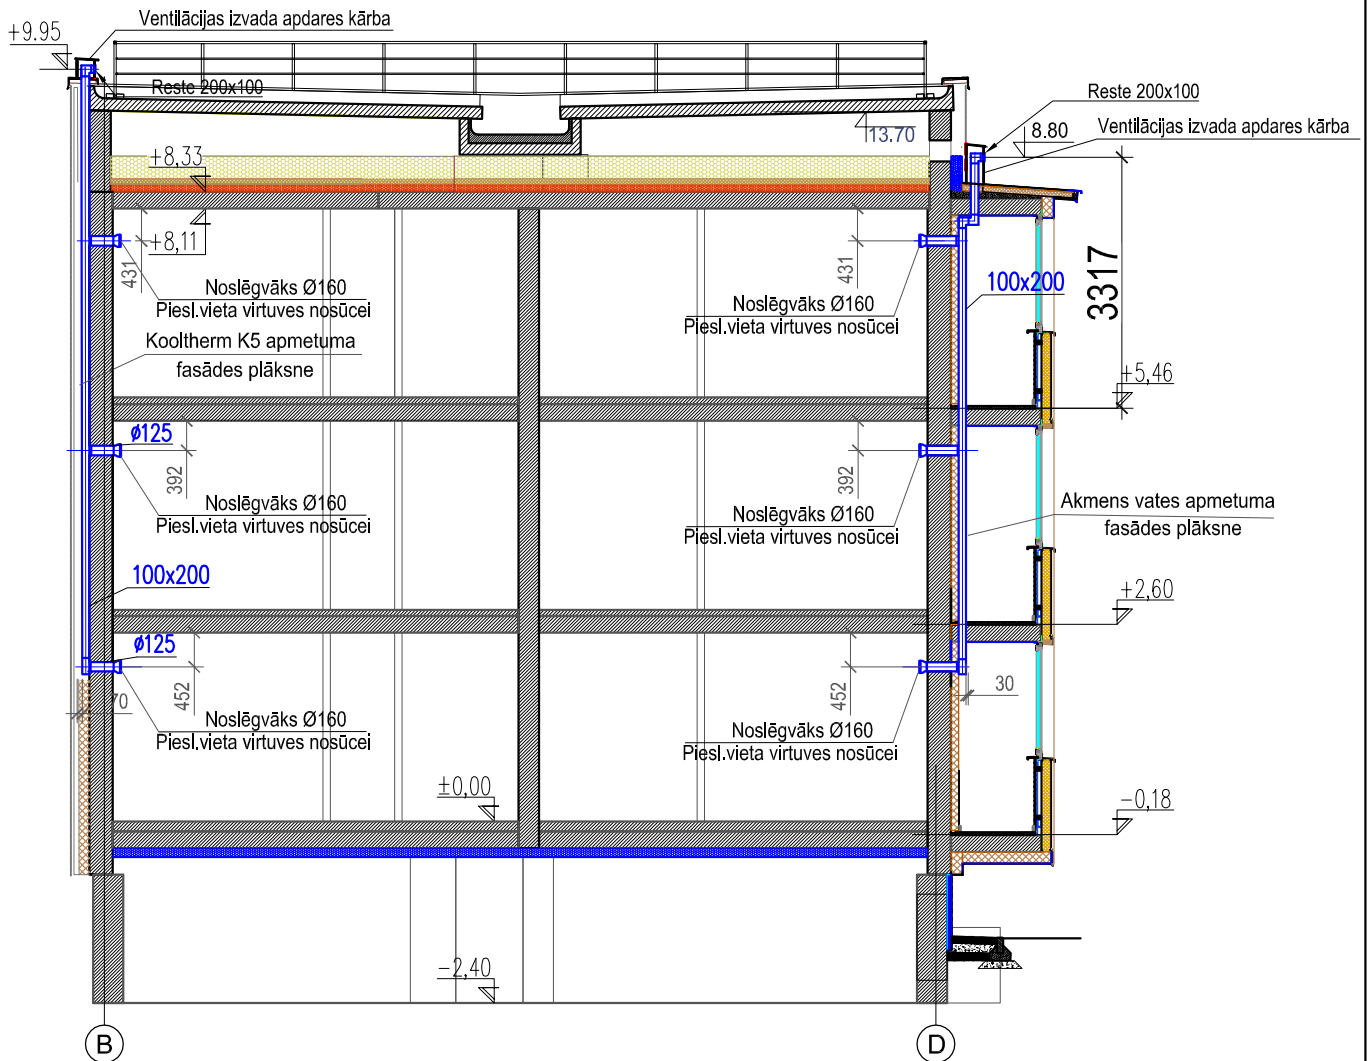 Ventilācijas izvada apdares kārba
+9.95
Reste 200x100
Reste 200x100
13.70
8.80
Ventilācijas izvada apdares kārba
+8,33
+8,11
431
431
Noslēgvāks Ø160
Piesl.vieta virtuves nosūcei
Noslēgvāks Ø160
Piesl.vieta virtuves nosūcei
100x200
3317
Kooltherm K5 apmetuma
fasādes plāksne
+5,46
ø125
392
392
Noslēgvāks Ø160
Piesl.vieta virtuves nosūcei
Noslēgvāks Ø160
Piesl.vieta virtuves nosūcei
Akmens vates apmetuma
fasādes plāksne
100x200
+2,60
ø125
452
452
70
30
Noslēgvāks Ø160
Piesl.vieta virtuves nosūcei
Noslēgvāks Ø160
Piesl.vieta virtuves nosūcei
±0,00
-0,18
-2,40
B
D